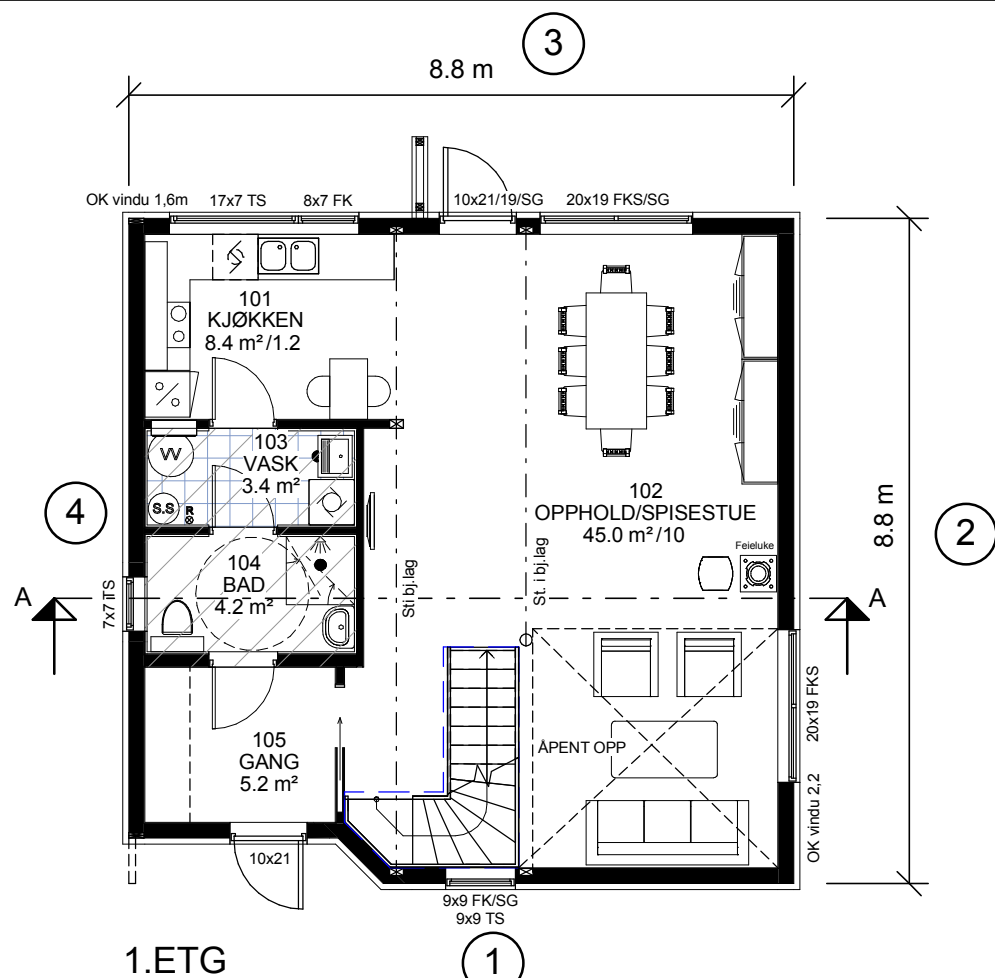 3
8.8 m
OK vindu 1,6m
17x7 TS
8x7 FK
10x21/19/SG
20x19 FKS/SG
101
KJØKKEN
8.4 m²/1.2
103
VASK
3.4 m²
VV
S.S
R
102
OPPHOLD/SPISESTUE
45.0 m²/10
Feieluke
4
2
8.8 m
104
BAD
4.2 m²
A
A
7x7 TS
Sti bj.lag
St. i bj.lag
20x19 FKS
ÅPENT OPP
105
GANG
5.2 m²
OK vindu 2,2
10x21
9x9 FK/SG
9x9 TS
1.ETG
1